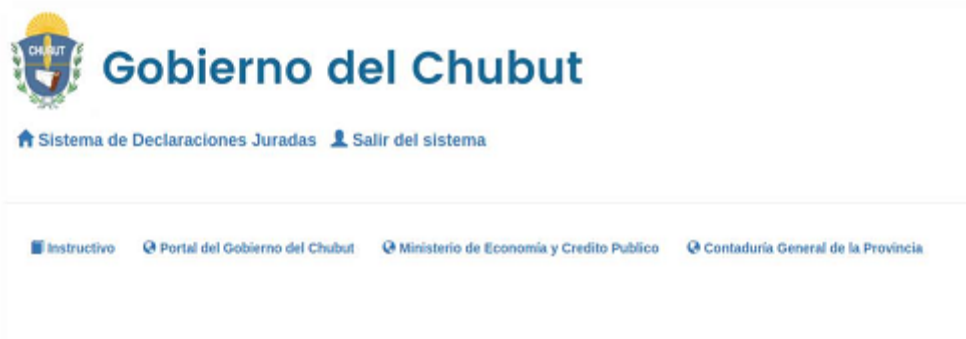 CHUBUT
Gobierno del Chubut
Sistema de Declaraciones Juradas Salir del sistema
Instructivo Portal del Gobierno del Chubut Ministerio de Economía y Credito Publico Contaduría General de la Provincia